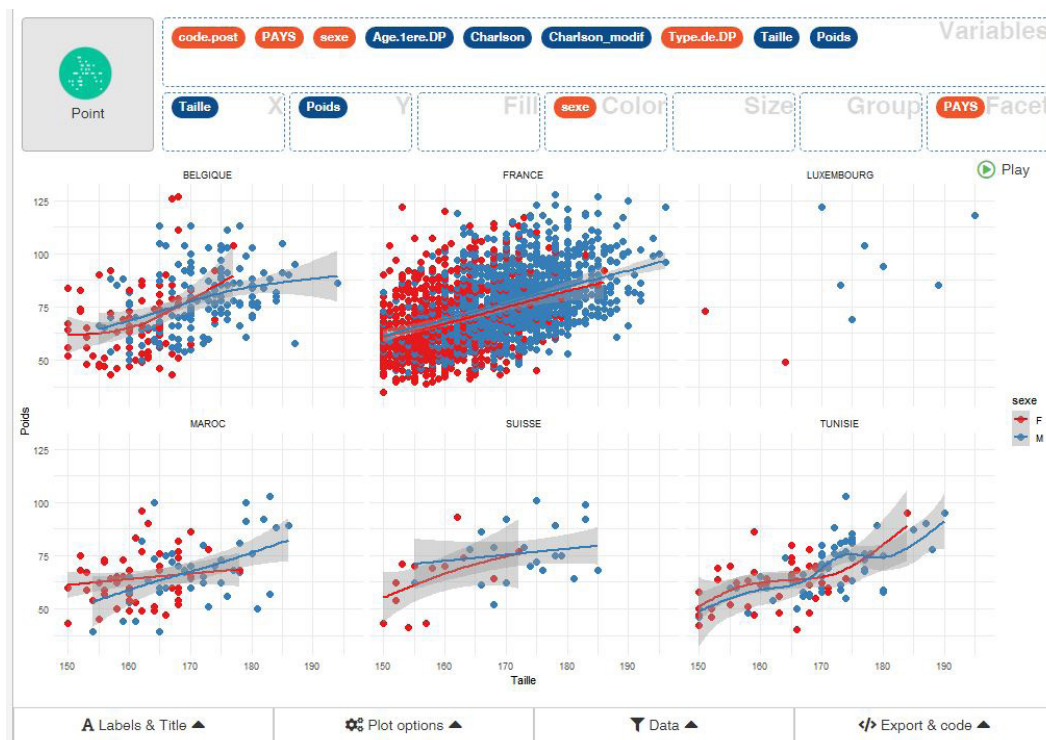 code.post PAYS sexe Age.1ere.DP Charlson Charlson_modif Type.de.DP Taille Poids Variables
Point
Taille X Poids Y Fill sexe Color Size Group PAYS Facet
Play
BELGIQUE FRANCE LUXEMBOURG
125
100
75
50
MAROC SUISSE TUNISIE
125
100
75
50
Poids
sexe
F
M
150 160 170 180 190 150 160 170 180 190 150 160 170 180 190
Taille
A Labels & Title Plot options Data </> Export & code